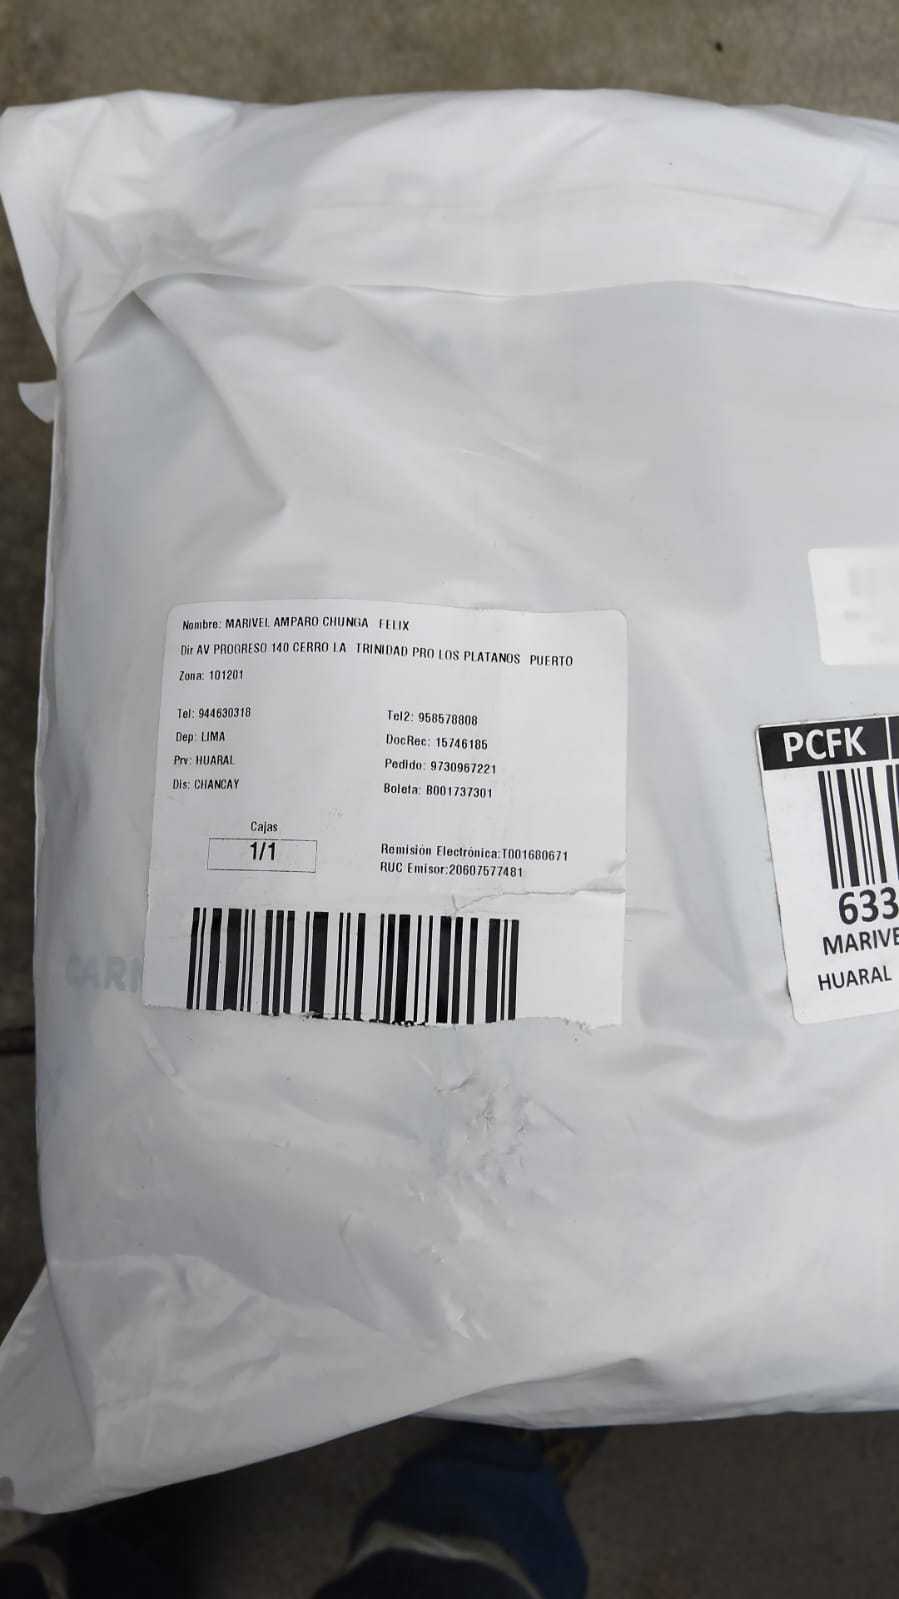 Nombre: MARIVEL AMPARO CHUNGA FELIX
Dir AV PROGRESO 140 CERRO LA TRINIDAD PRO LOS PLATANOS PUERTO
Zona: 101201
Tel: 944630318 Tel2: 958578808
Dep: LIMA DocRec: 15746186
Prv: HUARAL Pedido: 9730967221
Dis: CHANCAY Boleta: B001737301
Cajas
1/1
Remisión Electrónica:T001680671
RUC Emisor:20607577481
CARI
PCFK
633
MARIVE
HUARAL